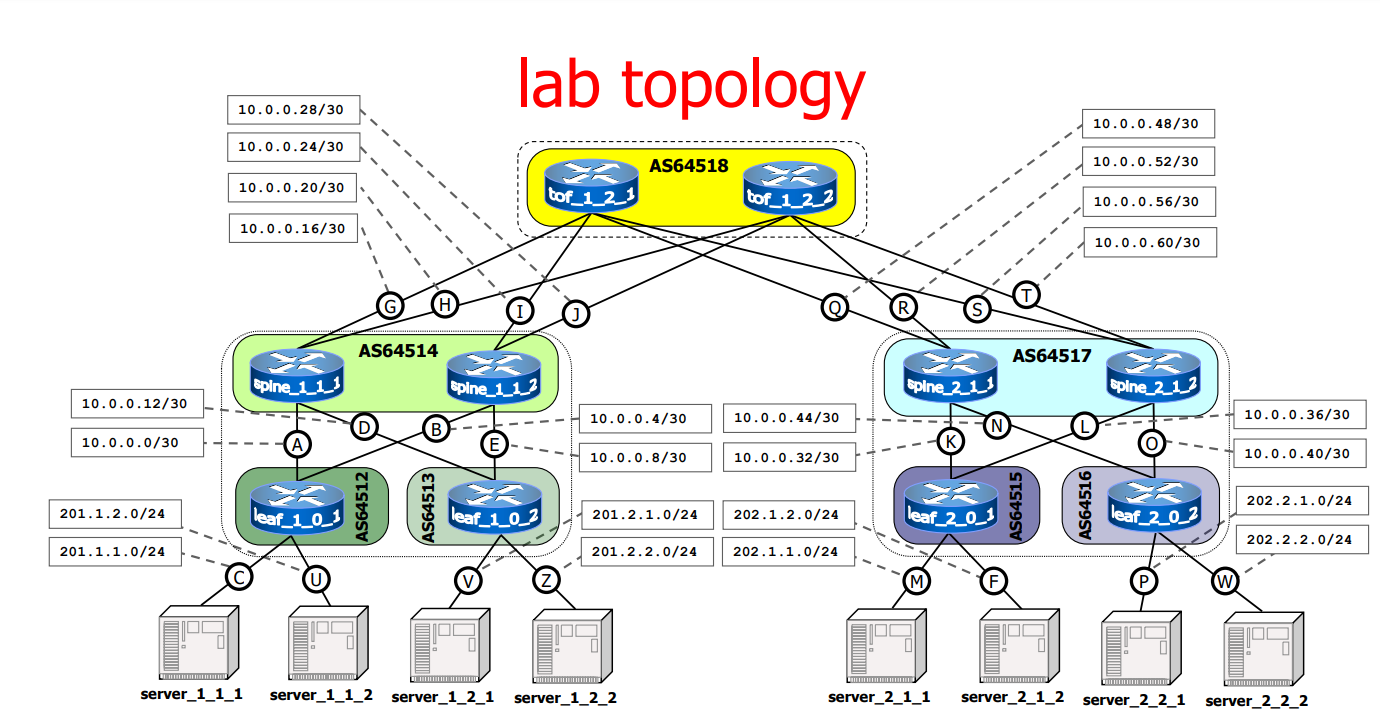 lab topology
10.0.0.28/30
10.0.0.24/30
10.0.0.20/30
10.0.0.16/30
10.0.0.48/30
10.0.0.52/30
10.0.0.56/30
10.0.0.60/30
AS64518
tof_1_2_1
tof_1_2_2
G
H
I
J
Q
R
S
T
AS64514
spine_1_1_1
spine_1_1_2
AS64517
spine_2_1_1
spine_2_1_2
10.0.0.12/30
10.0.0.0/30
A
D
B
E
10.0.0.4/30
10.0.0.8/30
10.0.0.44/30
10.0.0.32/30
K
N
L
O
10.0.0.36/30
10.0.0.40/30
leaf_1_0_1
AS64512
AS64513
leaf_1_0_2
leaf_2_0_1
AS64515
AS64516
leaf_2_0_2
201.1.2.0/24
201.1.1.0/24
201.2.1.0/24
201.2.2.0/24
202.1.2.0/24
202.1.1.0/24
202.2.1.0/24
202.2.2.0/24
C
U
V
Z
M
F
P
W
server_1_1_1
server_1_1_2
server_1_2_1
server_1_2_2
server_2_1_1
server_2_1_2
server_2_2_1
server_2_2_2